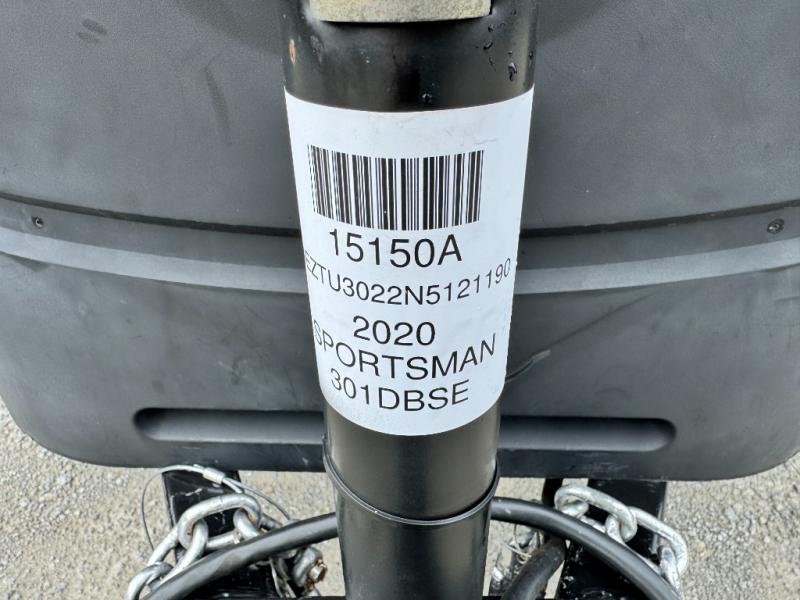 15150A
EZTU3022N5121190
2020
SPORTSMAN
301DBSE